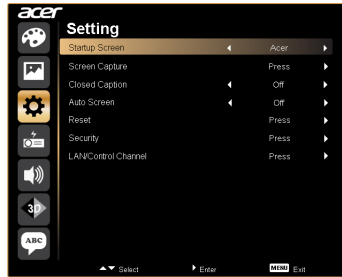 acer
Setting
Startup Screen Acer
Screen Capture Press
Closed Caption Off
Auto Screen Off
Reset Press
Security Press
LAN/Control Channel Press
3D
ABC
Select Enter MENU Exit